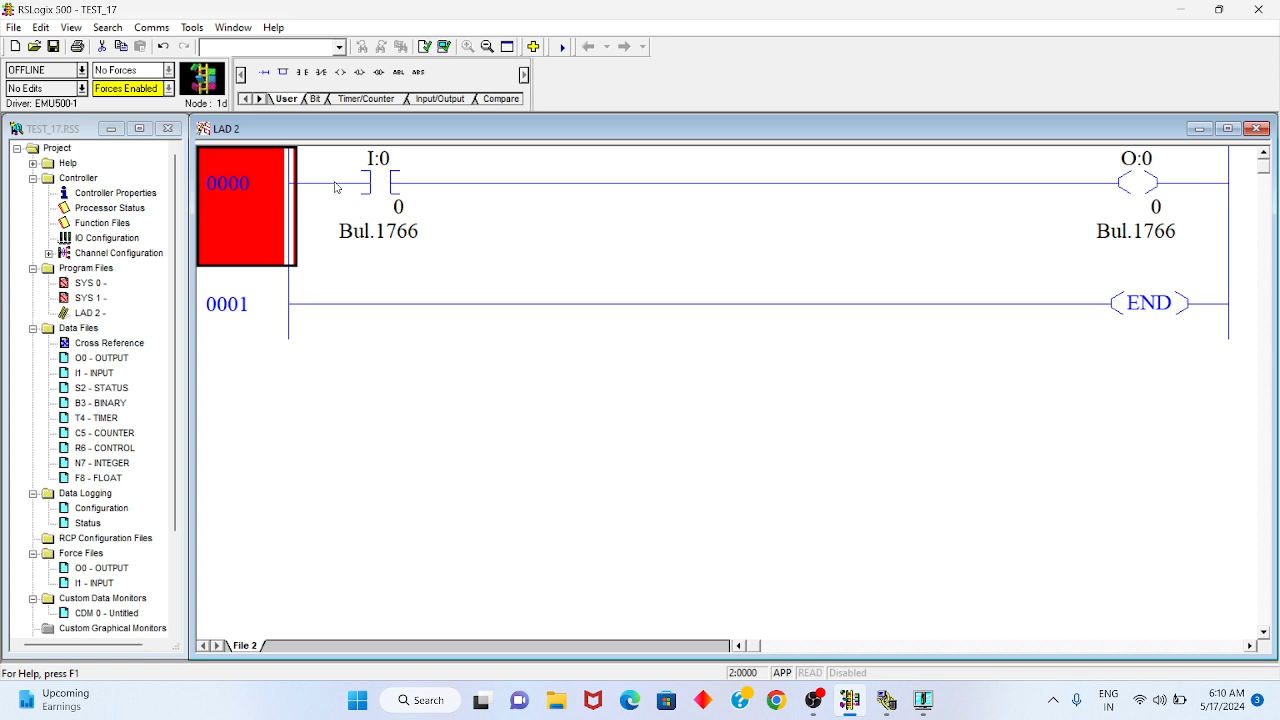 RSLogix 500 - TEST_17
File Edit View Search Comms Tools Window Help
OFFLINE No Forces
No Edits Forces Enabled
Driver: EMU500-1 Node: 1d
ABL ABS
User Bit Timer/Counter Input/Output Compare
TEST_17.RSS
Project
Help
Controller
Controller Properties
Processor Status
Function Files
IO Configuration
Channel Configuration
Program Files
SYS 0 -
SYS 1 -
LAD 2 -
Data Files
Cross Reference
O0 - OUTPUT
I1 - INPUT
S2 - STATUS
B3 - BINARY
T4 - TIMER
C5 - COUNTER
R6 - CONTROL
N7 - INTEGER
F8 - FLOAT
Data Logging
Configuration
Status
RCP Configuration Files
Force Files
O0 - OUTPUT
I1 - INPUT
Custom Data Monitors
CDM 0 - Untitled
Custom Graphical Monitors
LAD 2
I:0 O:0
0000
0 0
Bul.1766 Bul.1766
0001 END
File 2
For Help, press F1 2:0000 APP READ Disabled
Upcoming
Earnings
Search
ENG
IN
6:10 AM
5/17/2024
3